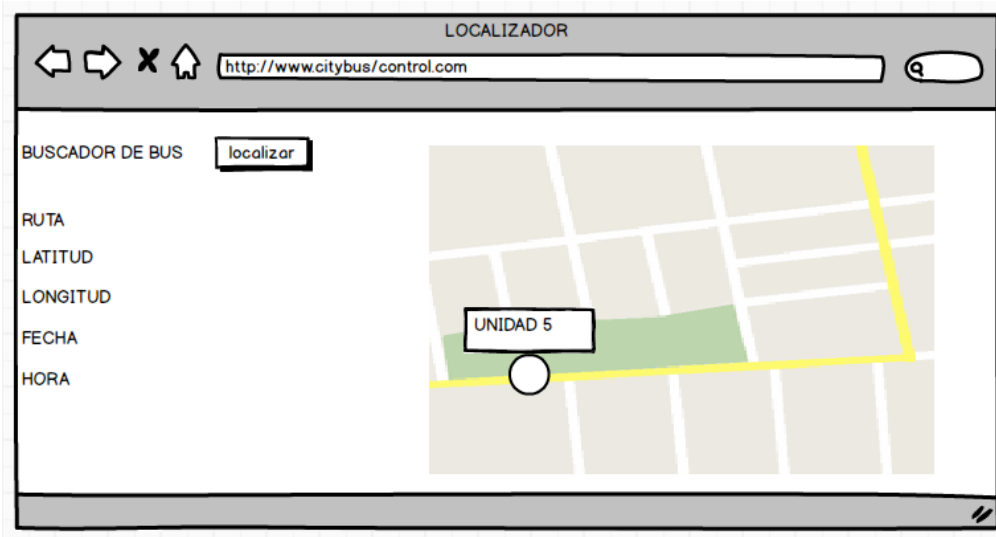 LOCALIZADOR
http://www.citybus/control.com
BUSCADOR DE BUS
localizar
RUTA
LATITUD
LONGITUD
FECHA
HORA
UNIDAD 5